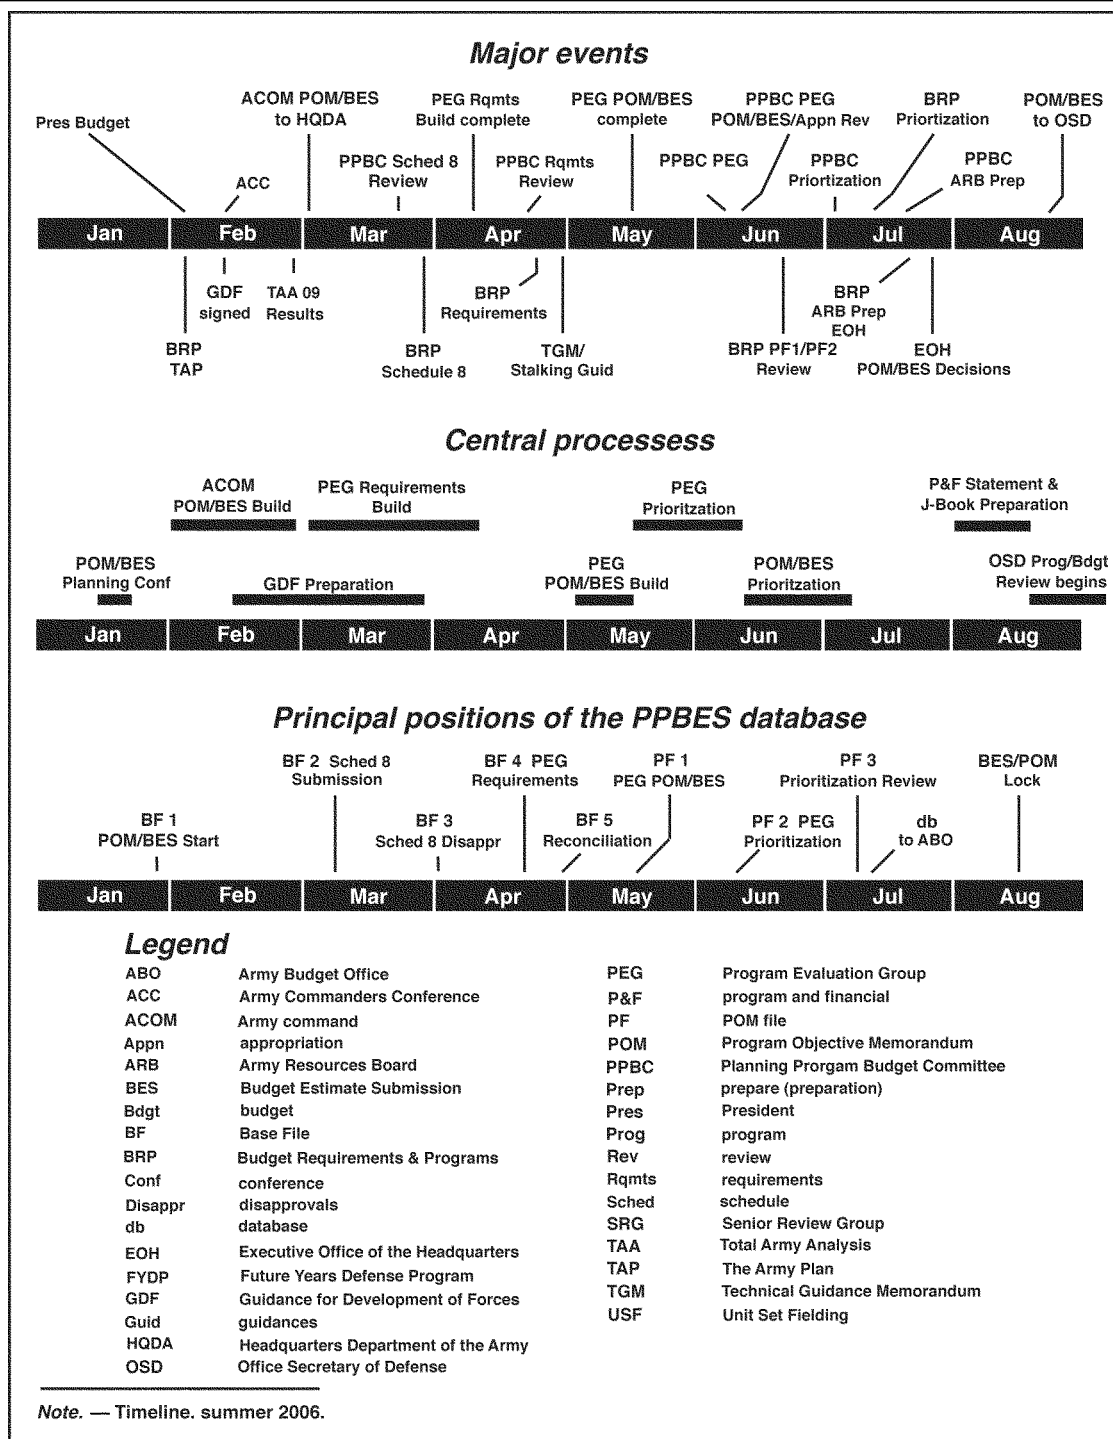 Major events
Pres Budget
ACC
ACOM POM/BES
to HQDA
PPBC Sched 8
Review
PEG Rqmts
Build complete
PPBC Rqmts
Review
PEG POM/BES
complete
PPBC PEG
PPBC PEG
POM/BES/Appn Rev
PPBC
Priortization
BRP
Priortization
PPBC
ARB Prep
POM/BES
to OSD
Jan Feb Mar Apr May Jun Jul Aug
BRP
TAP
GDF
signed
TAA 09
Results
BRP
Schedule 8
BRP
Requirements
TGM/
Stalking Guid
BRP PF1/PF2
Review
BRP
ARB Prep
EOH
EOH
POM/BES Decisions
Central processess
POM/BES
Planning Conf
ACOM
POM/BES Build
GDF Preparation
PEG Requirements
Build
PEG
POM/BES Build
PEG
Prioritzation
POM/BES
Prioritzation
P&F Statement &
J-Book Preparation
OSD Prog/Bdgt
Review begins
Jan Feb Mar Apr May Jun Jul Aug
Principal positions of the PPBES database
BF 1
POM/BES Start
BF 2 Sched 8
Submission
BF 3
Sched 8 Disappr
BF 4 PEG
Requirements
BF 5
Reconciliation
PF 1
PEG POM/BES
PF 2 PEG
Prioritization
PF 3
Prioritization Review
db
to ABO
BES/POM
Lock
Jan Feb Mar Apr May Jun Jul Aug
Legend
ABO Army Budget Office
ACC Army Commanders Conference
ACOM Army command
Appn appropriation
ARB Army Resources Board
BES Budget Estimate Submission
Bdgt budget
BF Base File
BRP Budget Requirements & Programs
Conf conference
Disappr disapprovals
db database
EOH Executive Office of the Headquarters
FYDP Future Years Defense Program
GDF Guidance for Development of Forces
Guid guidances
HQDA Headquarters Department of the Army
OSD Office Secretary of Defense
PEG Program Evaluation Group
P&F program and financial
PF POM file
POM Program Objective Memorandum
PPBC Planning Prorgam Budget Committee
Prep prepare (preparation)
Pres President
Prog program
Rev review
Rqmts requirements
Sched schedule
SRG Senior Review Group
TAA Total Army Analysis
TAP The Army Plan
TGM Technical Guidance Memorandum
USF Unit Set Fielding
Note. — Timeline. summer 2006.